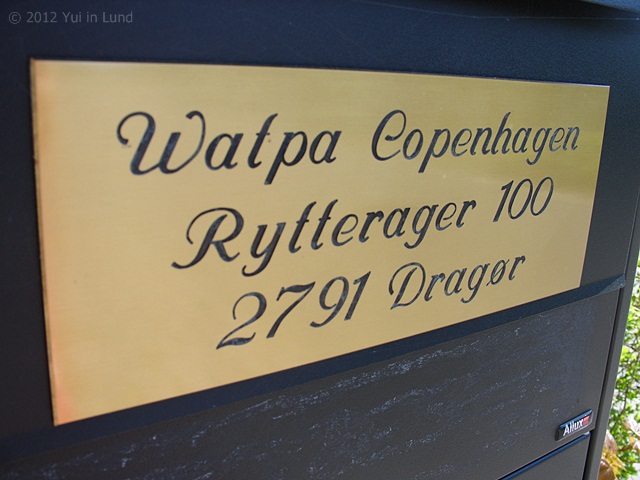 © 2012 Yui in Lund
Watpa Copenhagen
Rytterager 100
2791 Dragør
Allux